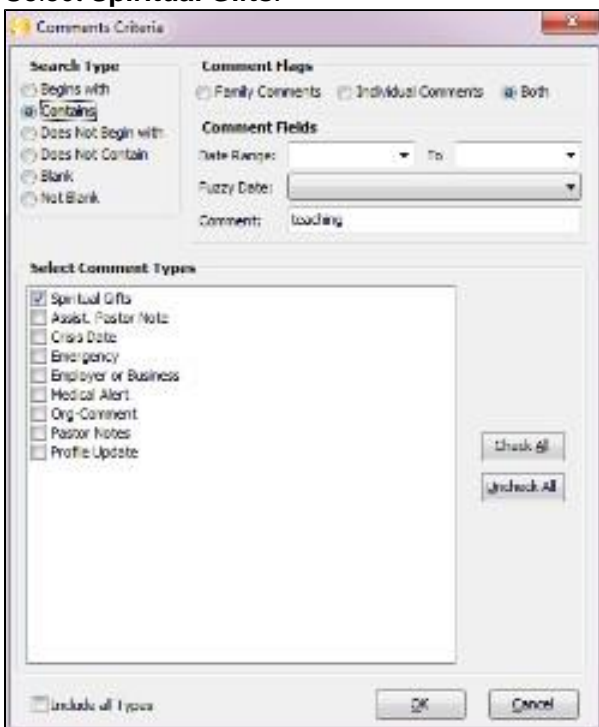 Select Spiritual Gifts.
Comments Criteria
Search Type
Begins with
Contains
Does Not Begin with
Does Not Contain
Blank
Not Blank
Comment Flags
Family Comments Individual Comments Both
Comment Fields
Date Range: To
Fuzzy Date:
Comment: teaching
Select Comment Types
Spiritual Gifts
Assist. Pastor Note
Crisis Date
Emergency
Employer or Business
Medical Alert
Org-Comment
Pastor Notes
Profile Update
Check All
Uncheck All
Include all Types
OK Cancel